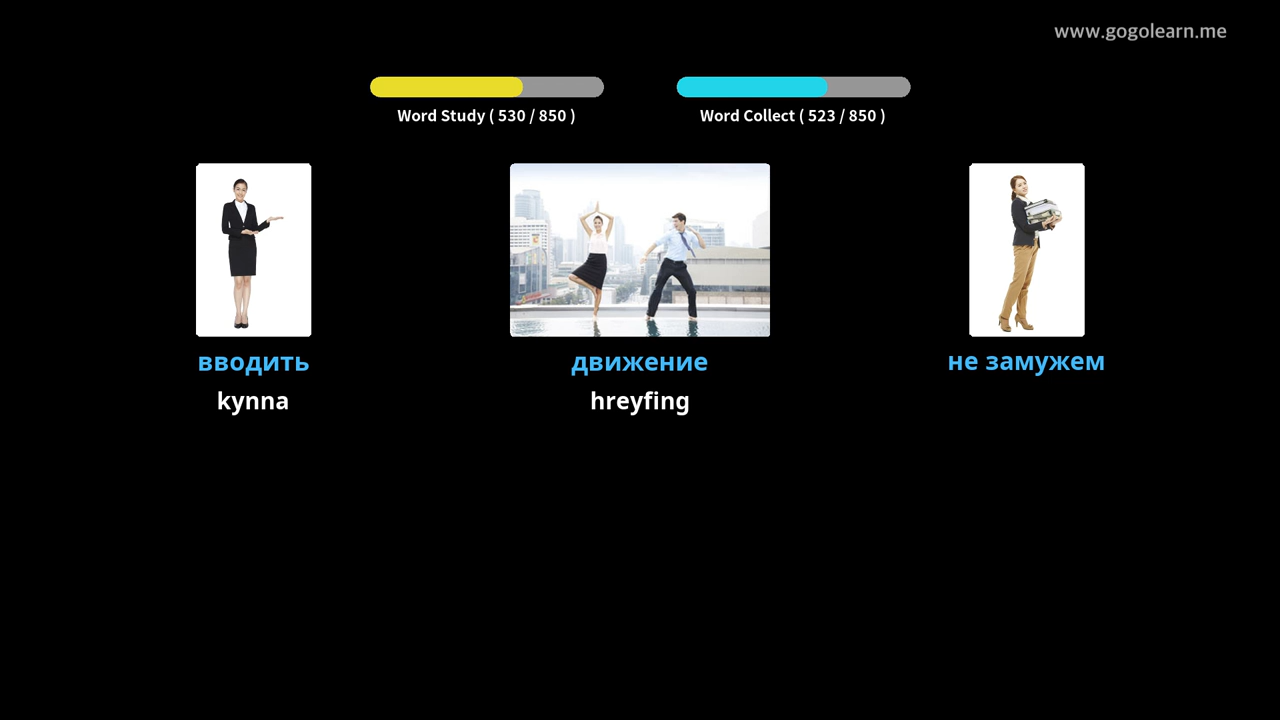 www.gogolearn.me
Word Study ( 530 / 850 )
Word Collect ( 523 / 850 )
вводить
движение
не замужем
kynna
hreyfing